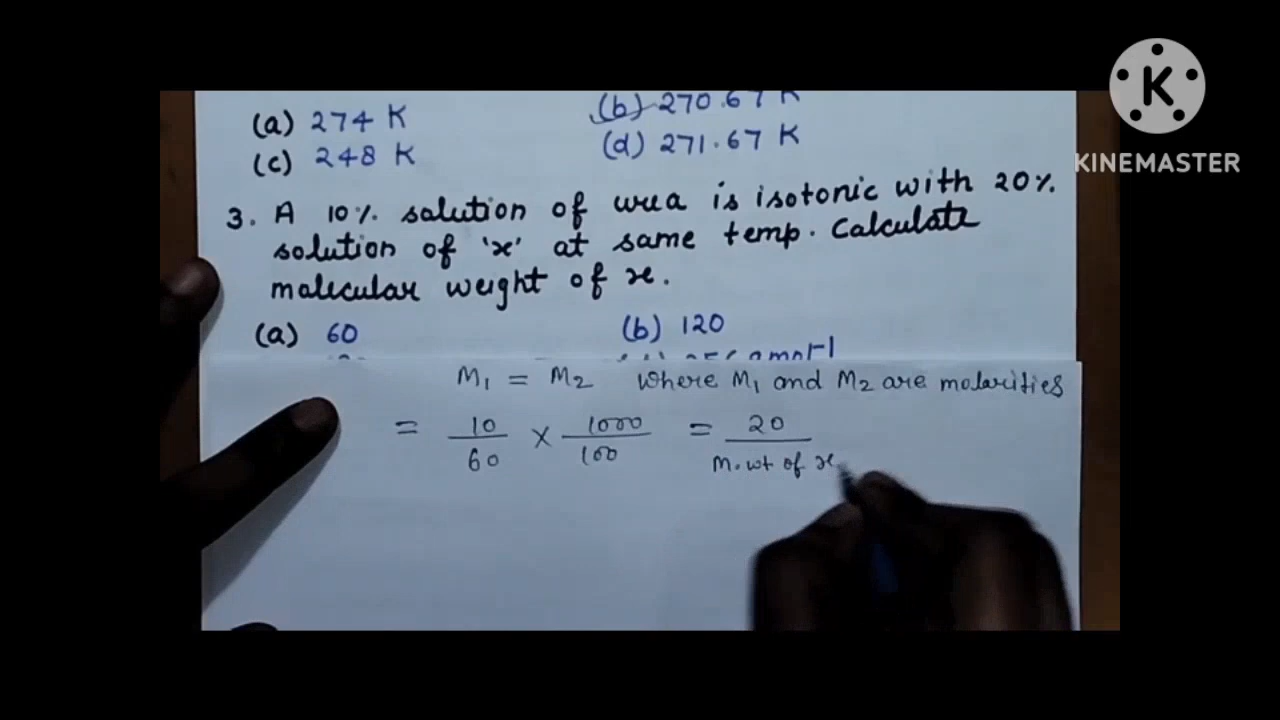 (a) 274 K (b) 270.67 K
(c) 248 K (d) 271.67 K
KINEMASTER
3. A 10% solution of urea is isotonic with 20%
solution of 'x' at same temp. Calculate
molecular weight of x.
(a) 60 (b) 120
M1 = M2 where M1 and M2 are molarities
= 10/60 × 1000/100 = 20/M.wt of x